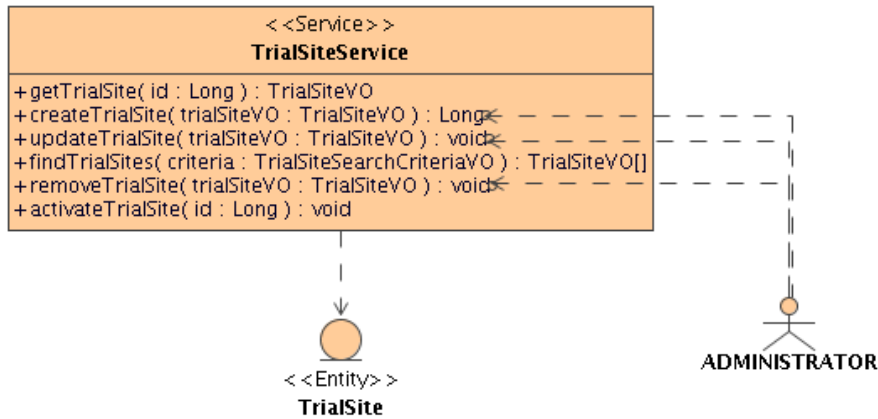 < <Service> >
TrialSiteService
+getTrialSite( id : Long ) : TrialSiteVO
+createTrialSite( trialSiteVO : TrialSiteVO ) : Long
+updateTrialSite( trialSiteVO : TrialSiteVO ) : void
+findTrialSites( criteria : TrialSiteSearchCriteriaVO ) : TrialSiteVO[]
+removeTrialSite( trialSiteVO : TrialSiteVO ) : void
+activateTrialSite( id : Long ) : void
ADMINISTRATOR
< <Entity> >
TrialSite